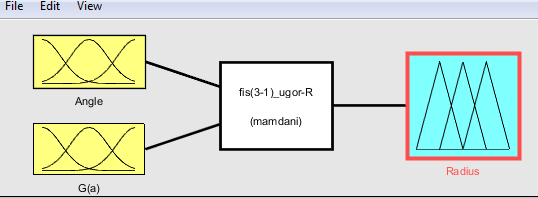 File Edit View
Angle
fis(3-1)_ugor-R
(mamdani)
G(a)
Radius